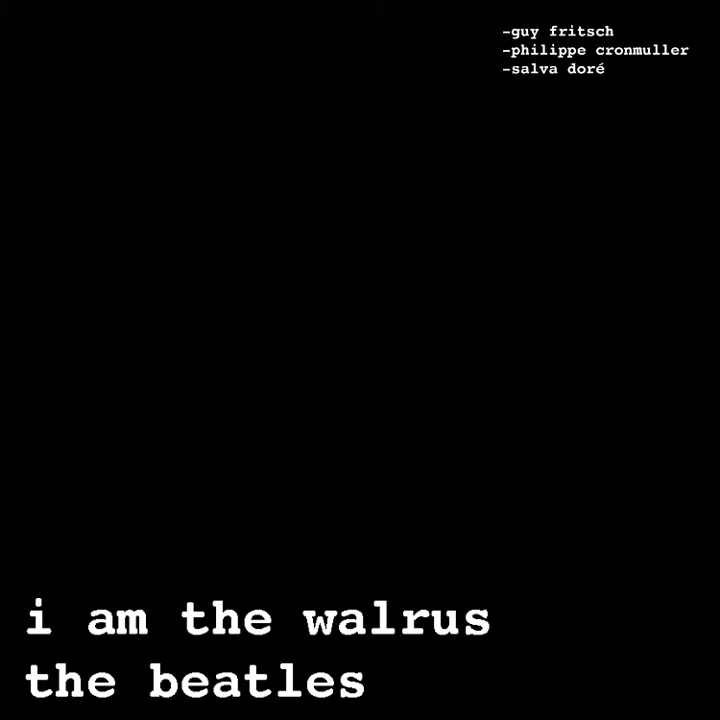 -guy fritsch
-philippe cronmuller
-salva doré
i am the walrus
the beatles